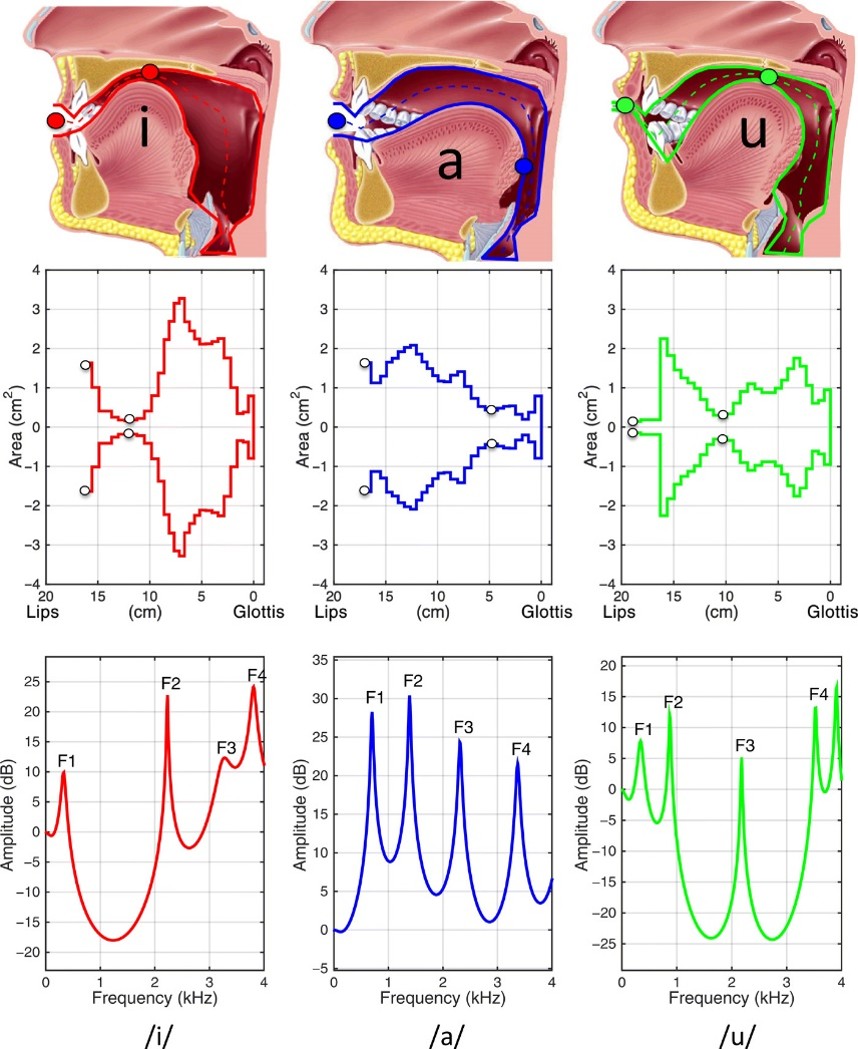 i
a
u
4
3
2
1
0
−1
−2
−3
−4
Area (cm2)
20 15 10 5 0
Lips (cm) Glottis
4
3
2
1
0
−1
−2
−3
−4
Area (cm2)
20 15 10 5 0
Lips (cm) Glottis
4
3
2
1
0
−1
−2
−3
−4
Area (cm2)
20 15 10 5 0
Lips (cm) Glottis
25
20
15
10
5
0
−5
−10
−15
−20
Amplitude (dB)
F1
F2
F3
F4
0 1 2 3 4
Frequency (kHz)
35
30
25
20
15
10
5
0
−5
Amplitude (dB)
F1
F2
F3
F4
0 1 2 3 4
Frequency (kHz)
20
15
10
5
0
−5
−10
−15
−20
−25
Amplitude (dB)
F1
F2
F3
F4
0 1 2 3 4
Frequency (kHz)
/i/
/a/
/u/